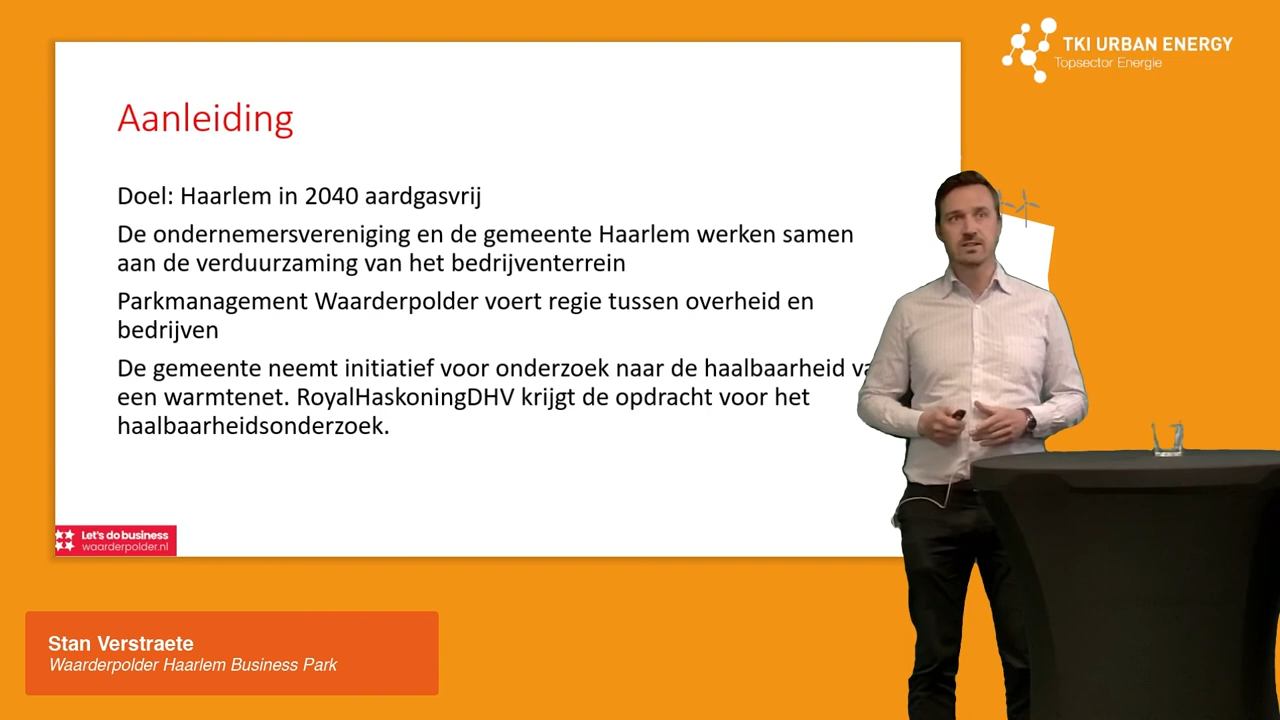 TKI URBAN ENERGY
Topsector Energie
Aanleiding
Doel: Haarlem in 2040 aardgasvrij
De ondernemersvereniging en de gemeente Haarlem werken samen
aan de verduurzaming van het bedrijventerrein
Parkmanagement Waarderpolder voert regie tussen overheid en
bedrijven
De gemeente neemt initiatief voor onderzoek naar de haalbaarheid
een warmtenet. RoyalHaskoningDHV krijgt de opdracht voor het
haalbaarheidsonderzoek.
Let's do business
waarderpolder.nl
Stan Verstraete
Waarderpolder Haarlem Business Park